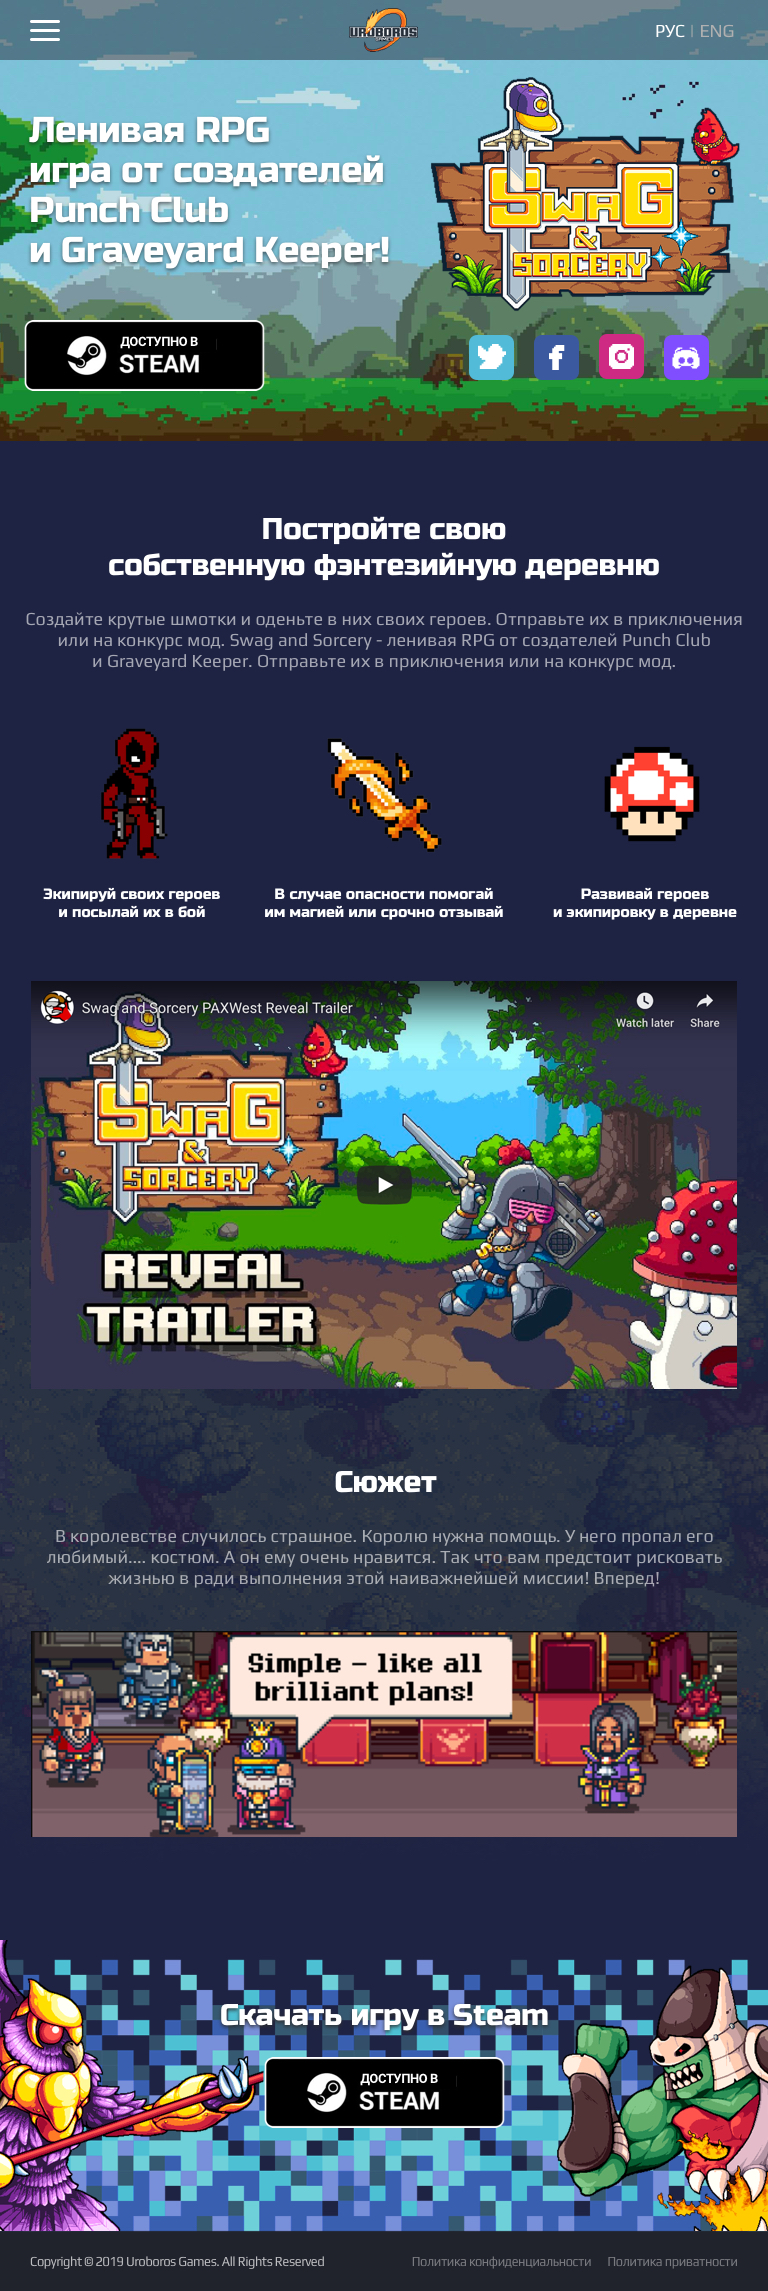 UROBOROS
GAMES
РУС | ENG
Ленивая RPG
игра от создателей
Punch Club
и Graveyard Keeper!
SWAG
&
SORCERY
ДОСТУПНО В
STEAM
Постройте свою
собственную фэнтезийную деревню
Создайте крутые шмотки и оденьте в них своих героев. Отправьте их в приключения
или на конкурс мод. Swag and Sorcery - ленивая RPG от создателей Punch Club
и Graveyard Keeper. Отправьте их в приключения или на конкурс мод.
Экипируй своих героев
и посылай их в бой
В случае опасности помогай
им магией или срочно отзывай
Развивай героев
и экипировку в деревне
Swag and Sorcery PAXWest Reveal Trailer
Watch later
Share
SWAG
&
SORCERY
REVEAL
TRAILER
Сюжет
В королевстве случилось страшное. Королю нужна помощь. У него пропал его
любимый.... костюм. А он ему очень нравится. Так что вам предстоит рисковать
жизнью в ради выполнения этой наиважнейшей миссии! Вперед!
Simple – like all
brilliant plans!
Скачать игру в Steam
ДОСТУПНО В
STEAM
Copyright © 2019 Uroboros Games. All Rights Reserved
Политика конфиденциальности
Политика приватности